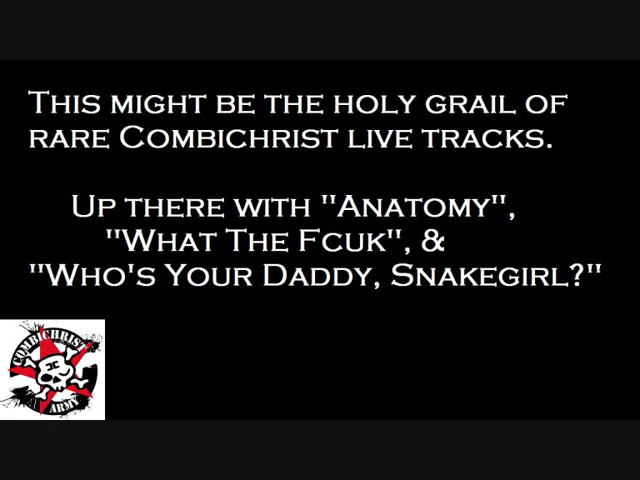 THIS MIGHT BE THE HOLY GRAIL OF
RARE COMBICHRIST LIVE TRACKS.
UP THERE WITH "ANATOMY",
"WHAT THE FCUK", &
"WHO'S YOUR DADDY, SNAKEGIRL?"
COMBICHRIST
ARMY